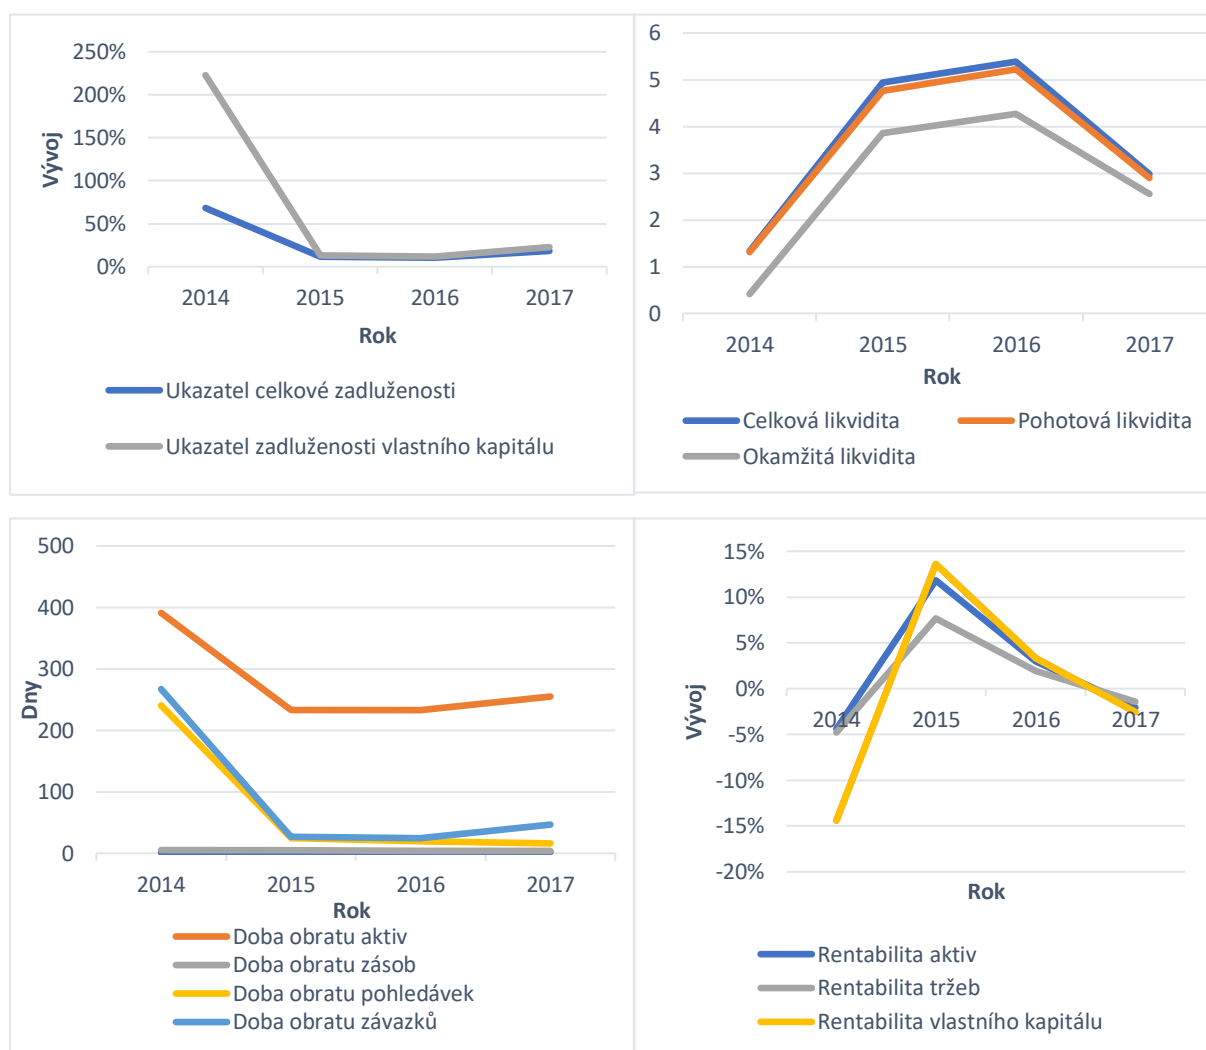 250%
200%
150%
100%
50%
0%
Vývoj
2014 2015 2016 2017
Rok
Ukazatel celkové zadluženosti
Ukazatel zadluženosti vlastního kapitálu
6
5
4
3
2
1
0
2014 2015 2016 2017
Rok
Celková likvidita Pohotová likvidita
Okamžitá likvidita
500
400
300
200
100
0
Dny
2014 2015 2016 2017
Rok
Doba obratu aktiv
Doba obratu zásob
Doba obratu pohledávek
Doba obratu závazků
15%
10%
5%
0%
-5%
-10%
-15%
-20%
Vývoj
2014 2015 2016 2017
Rok
Rentabilita aktiv
Rentabilita tržeb
Rentabilita vlastního kapitálu